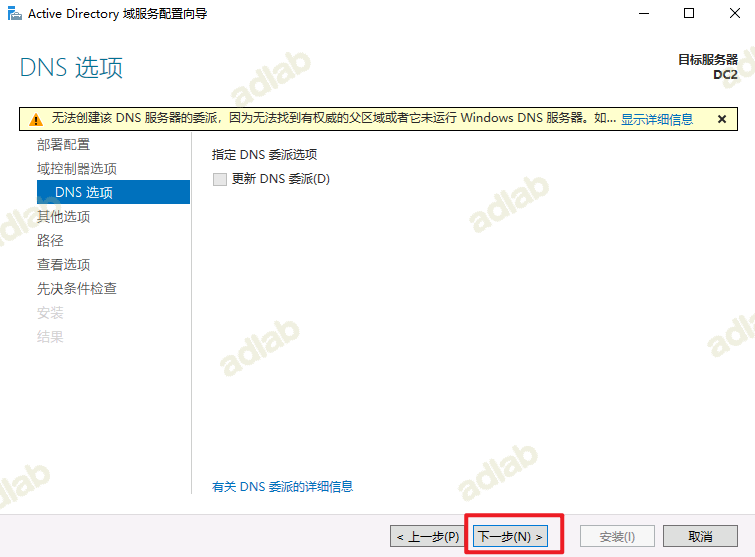 Active Directory 域服务配置向导
DNS 选项
目标服务器
DC2
无法创建该 DNS 服务器的委派，因为无法找到有权威的父区域或者它未运行 Windows DNS 服务器。如... 显示详细信息
部署配置
域控制器选项
DNS 选项
其他选项
路径
查看选项
先决条件检查
安装
结果
指定 DNS 委派选项
更新 DNS 委派(D)
有关 DNS 委派的详细信息
< 上一步(P)
下一步(N) >
安装(I)
取消
adlab
adlab
adlab
adlab
adlab
adlab
adlab